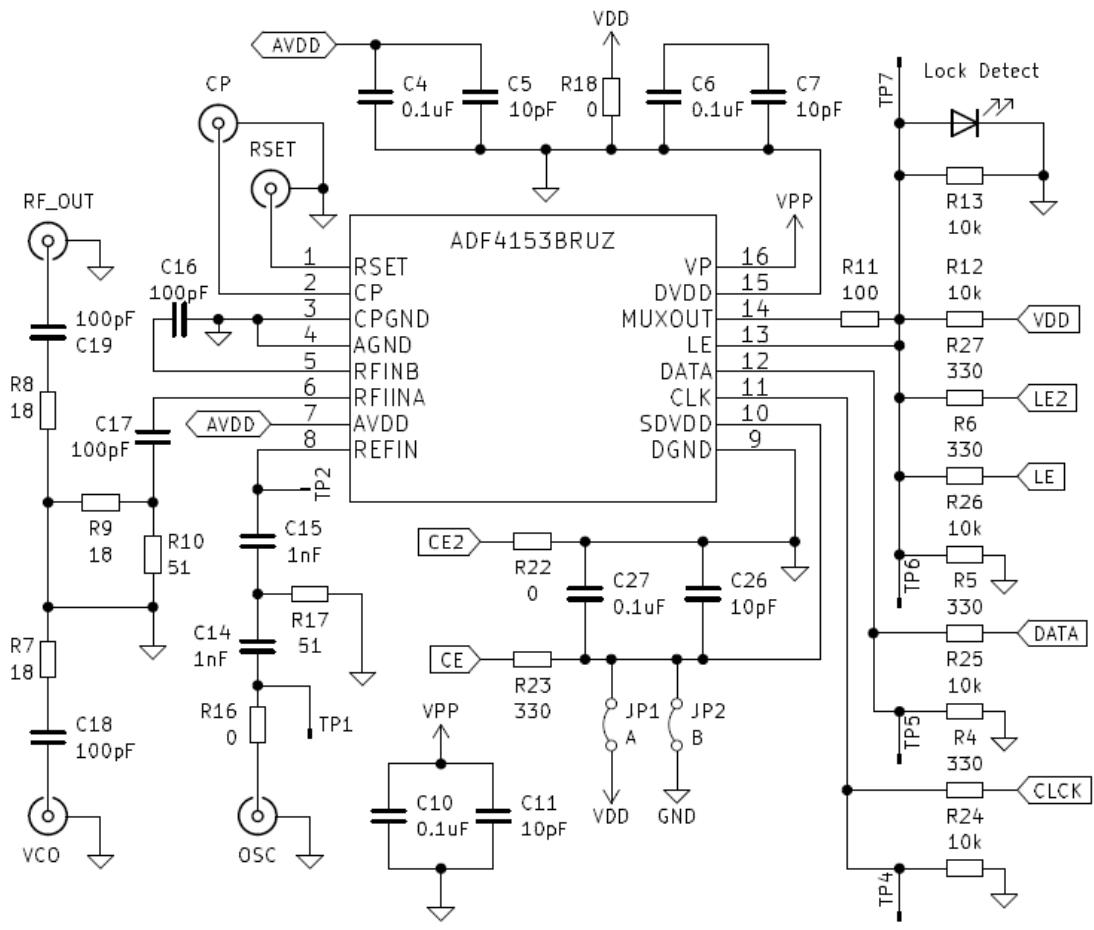 AVDD
VDD
CP
C4
0.1uF
C5
10pF
R18
0
C6
0.1uF
C7
10pF
TP7
Lock Detect
RSET
RF_OUT
VPP
R13
10k
ADF4153BRUZ
C16
100pF
1 RSET
2 CP
3 CPGND
4 AGND
5 RFINB
6 RFIINA
7 AVDD
8 REFIN
VP 16
DVDD 15
MUXOUT 14
LE 13
DATA 12
CLK 11
SDVDD 10
DGND 9
R11
100
R12
10k
VDD
R27
330
LE2
R6
330
LE
R26
10k
TP6
100pF
C19
R8
18
C17
100pF
AVDD
TP2
R9
18
R10
51
C15
1nF
R17
51
C14
1nF
R7
18
R16
0
TP1
C18
100pF
VCO
OSC
CE2
R22
0
C27
0.1uF
C26
10pF
CE
R23
330
JP1
A
JP2
B
VDD
GND
VPP
C10
0.1uF
C11
10pF
R5
330
DATA
R25
10k
TP5
R4
330
CLCK
R24
10k
TP4